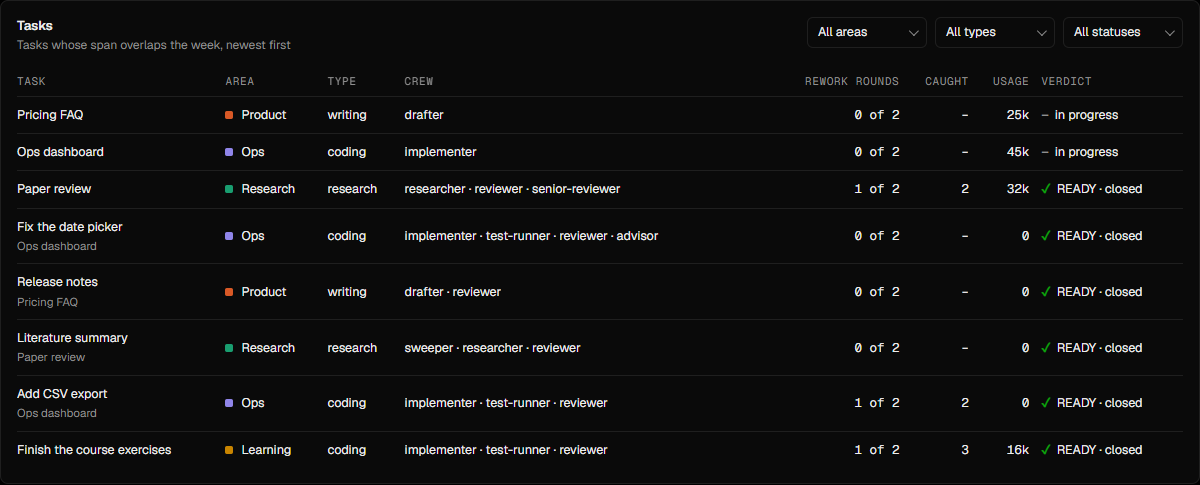 Tasks
Tasks whose span overlaps the week, newest first
All areas All types All statuses
TASK AREA TYPE CREW REWORK ROUNDS CAUGHT USAGE VERDICT
Pricing FAQ Product writing drafter 0 of 2 – 25k – in progress
Ops dashboard Ops coding implementer 0 of 2 – 45k – in progress
Paper review Research research researcher · reviewer · senior-reviewer 1 of 2 2 32k ✓ READY · closed
Fix the date picker
Ops dashboard
Ops coding implementer · test-runner · reviewer · advisor 0 of 2 – 0 ✓ READY · closed
Release notes
Pricing FAQ
Product writing drafter · reviewer 0 of 2 – 0 ✓ READY · closed
Literature summary
Paper review
Research research sweeper · researcher · reviewer 0 of 2 – 0 ✓ READY · closed
Add CSV export
Ops dashboard
Ops coding implementer · test-runner · reviewer 1 of 2 2 0 ✓ READY · closed
Finish the course exercises Learning coding implementer · test-runner · reviewer 1 of 2 3 16k ✓ READY · closed